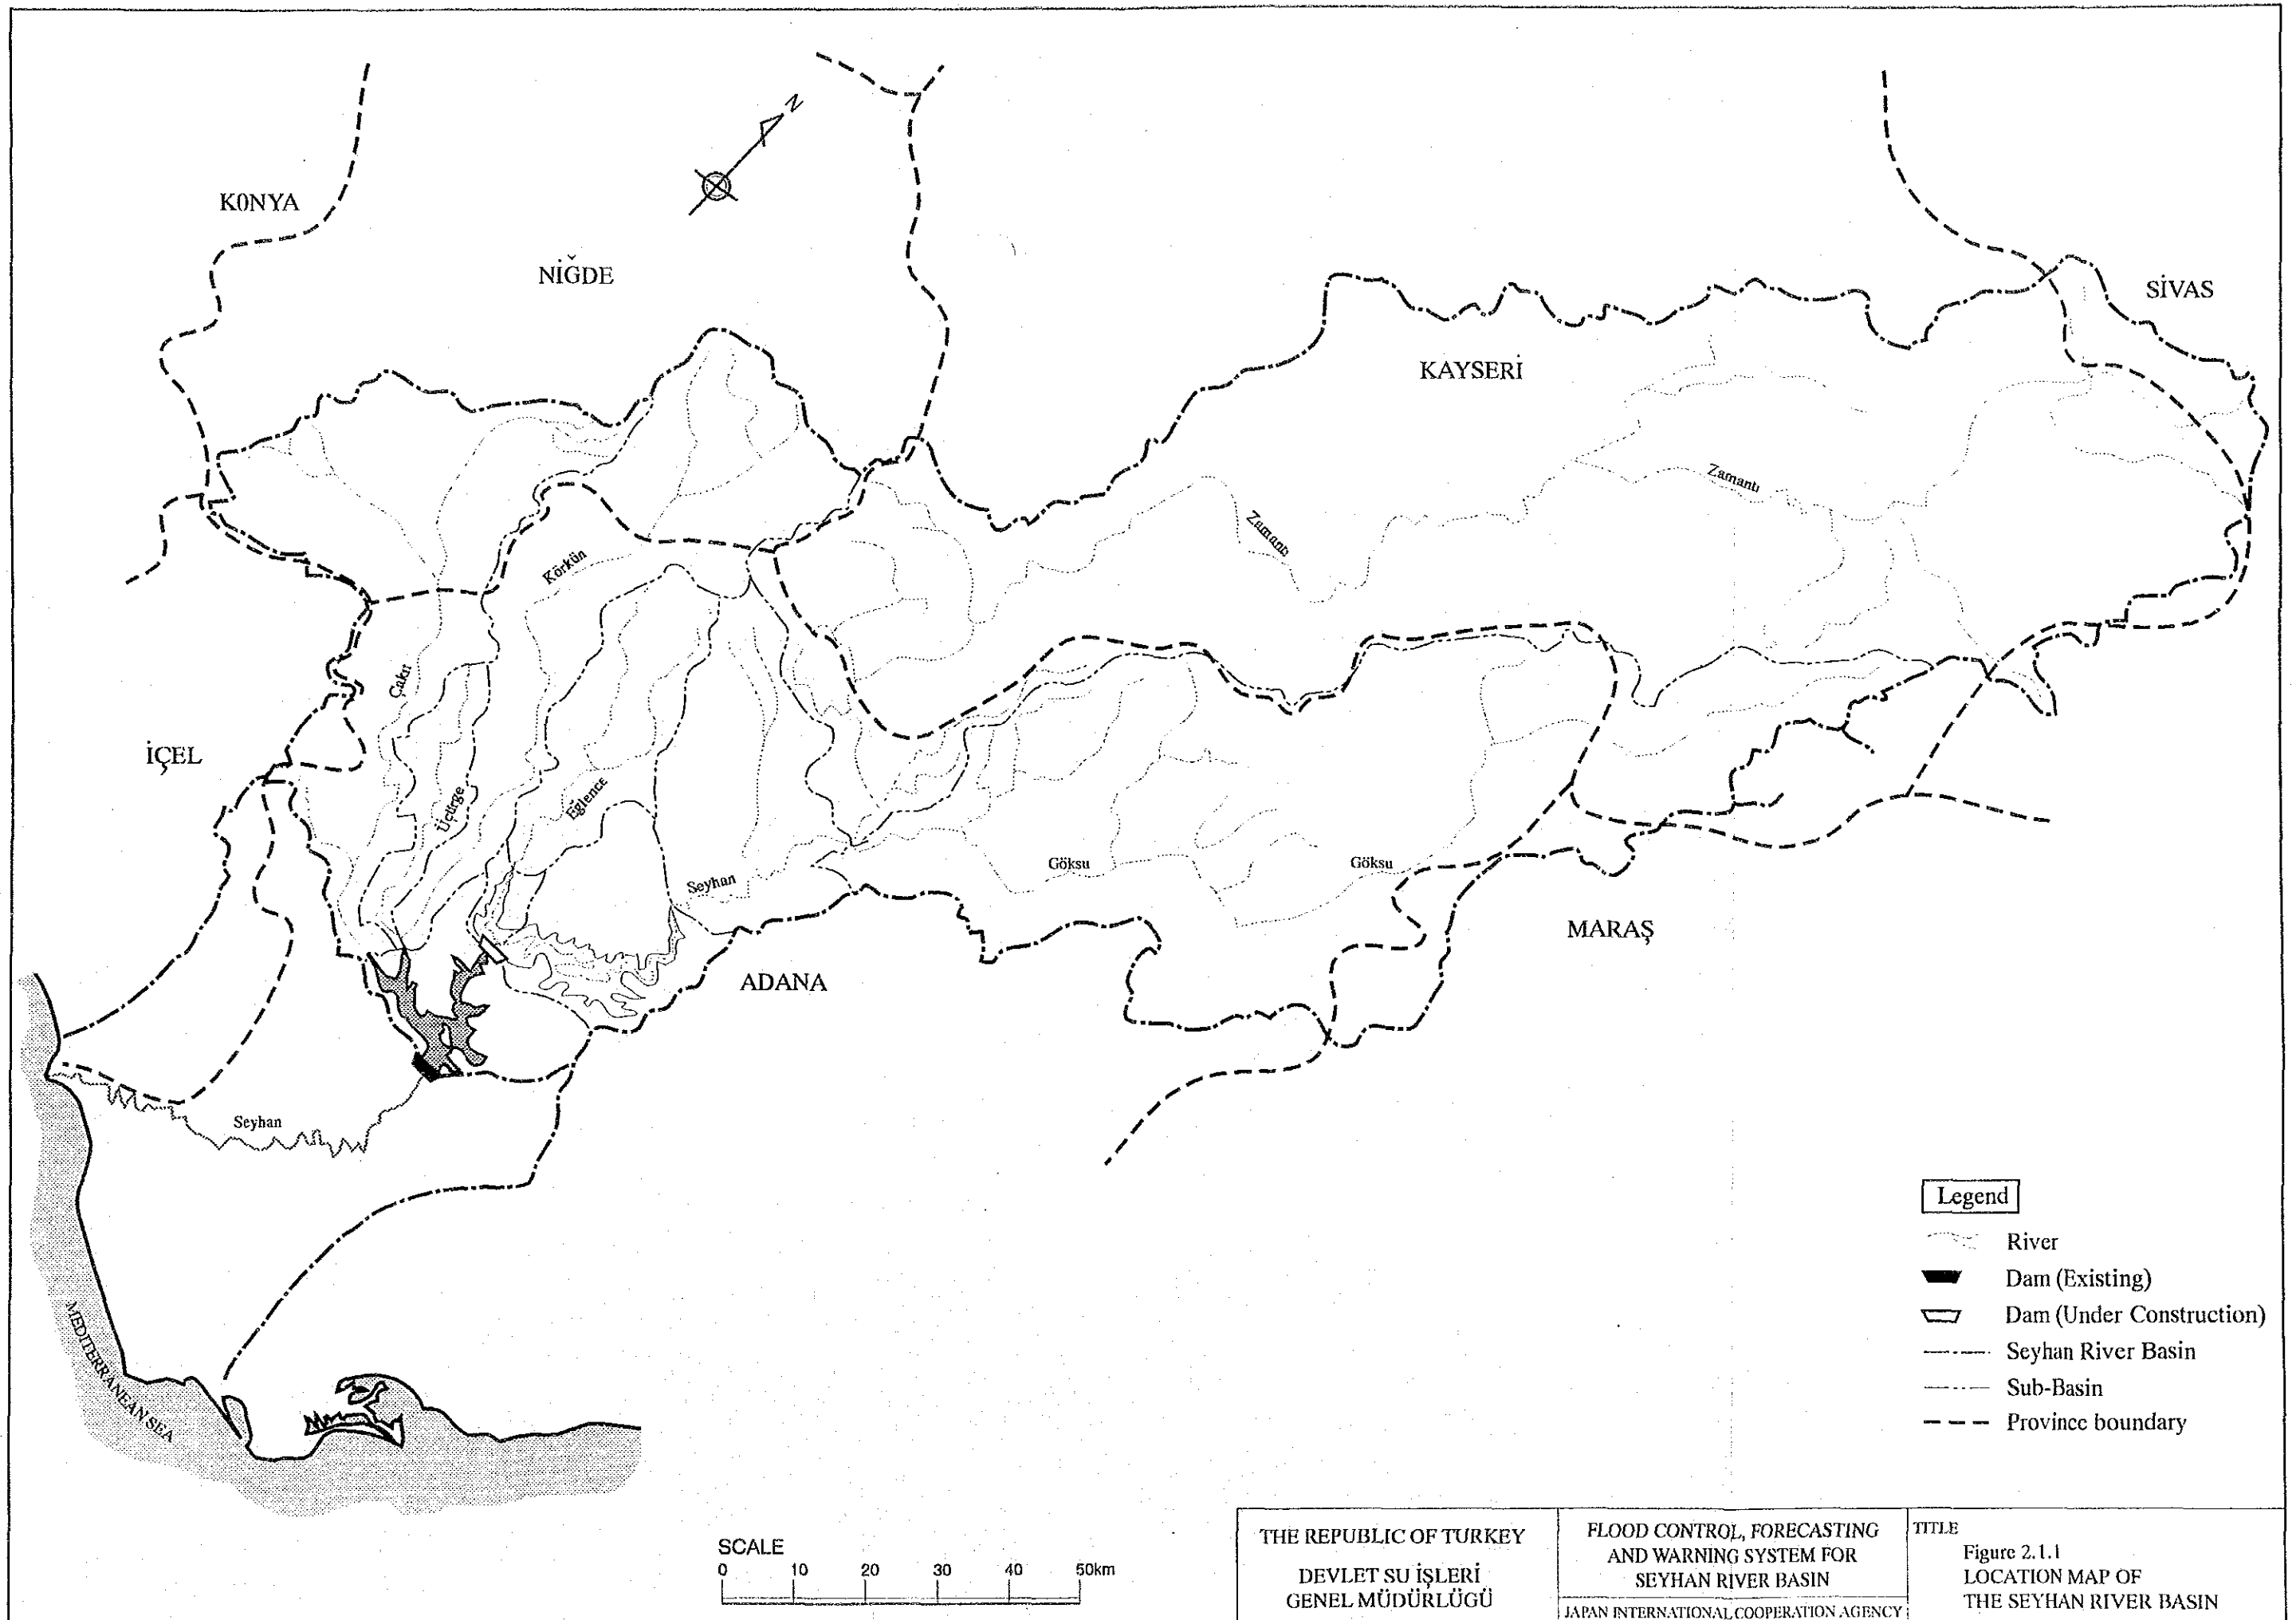 N
KONYA
NİĞDE
SİVAS
KAYSERİ
Zamantı
Zamantı
Körkün
Çakıt
İÇEL
Üçürge
Eğlence
Seyhan
Göksu
Göksu
MARAŞ
ADANA
Seyhan
MEDITERRANEAN SEA
Legend
River
Dam (Existing)
Dam (Under Construction)
Seyhan River Basin
Sub-Basin
Province boundary
SCALE
0 10 20 30 40 50km
THE REPUBLIC OF TURKEY
DEVLET SU İŞLERİ
GENEL MÜDÜRLÜGÜ
FLOOD CONTROL, FORECASTING
AND WARNING SYSTEM FOR
SEYHAN RIVER BASIN
JAPAN INTERNATIONAL COOPERATION AGENCY
TITLE
Figure 2.1.1
LOCATION MAP OF
THE SEYHAN RIVER BASIN